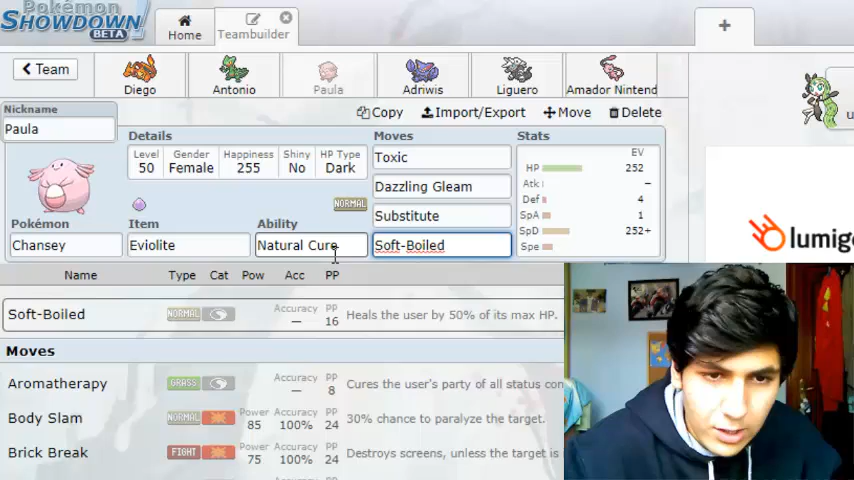 Pokémon
SHOWDOWN!
BETA
Home
Teambuilder
+
< Team
Diego
Antonio
Paula
Adriwis
Liguero
Amador Nintend
Copy
Import/Export
Move
Delete
Nickname
Paula
Details
Level
50
Gender
Female
Happiness
255
Shiny
No
HP Type
Dark
NORMAL
Pokémon
Chansey
Item
Eviolite
Ability
Natural Cure
Moves
Toxic
Dazzling Gleam
Substitute
Soft-Boiled
Stats
EV
HP 252
Atk –
Def 4
SpA 1
SpD 252+
Spe
lumig
Name Type Cat Pow Acc PP
Soft-Boiled NORMAL Accuracy — PP 16 Heals the user by 50% of its max HP.
Moves
Aromatherapy GRASS Accuracy — PP 8 Cures the user's party of all status con
Body Slam NORMAL Power 85 Accuracy 100% PP 24 30% chance to paralyze the target.
Brick Break FIGHT Power 75 Accuracy 100% PP 24 Destroys screens, unless the target is